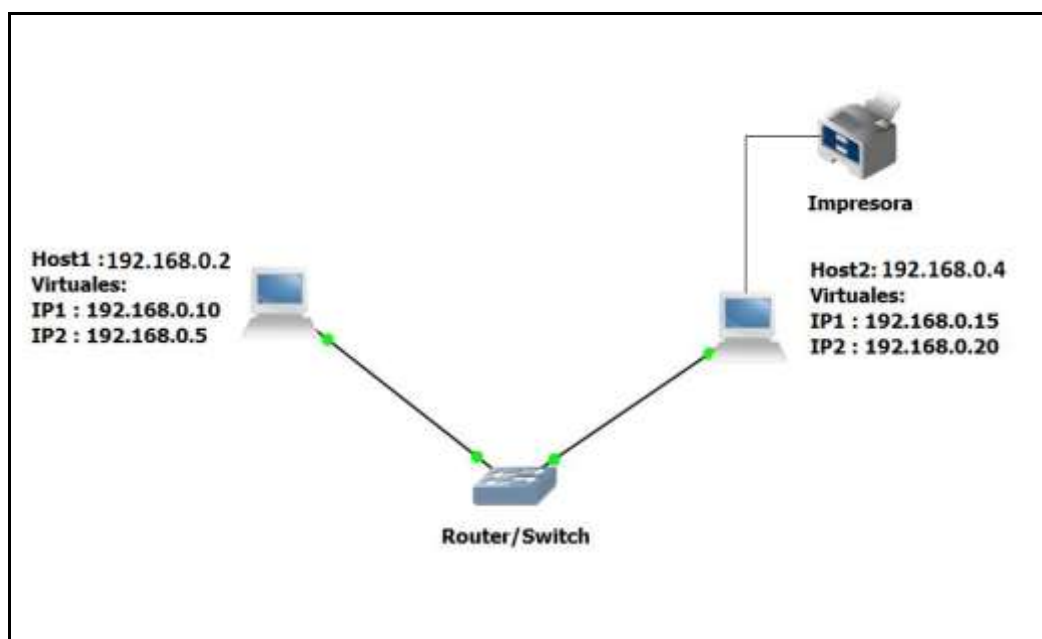 Impresora
Host1 :192.168.0.2
Virtuales:
IP1 : 192.168.0.10
IP2 : 192.168.0.5
Host2: 192.168.0.4
Virtuales:
IP1 : 192.168.0.15
IP2 : 192.168.0.20
Router/Switch